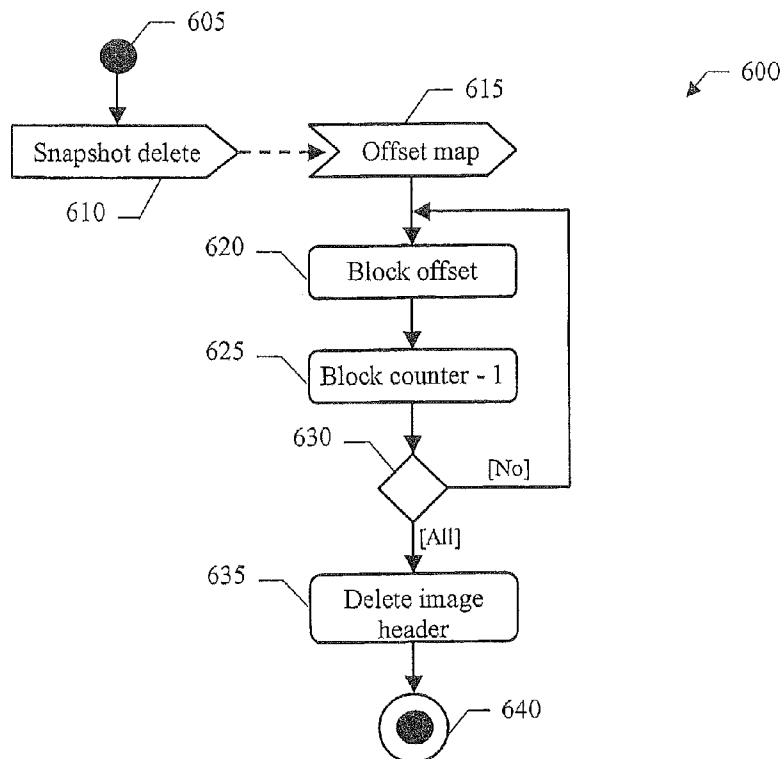 605
600
615
Snapshot delete
Offset map
610
620
Block offset
625
Block counter - 1
630
[No]
[All]
635
Delete image
header
640